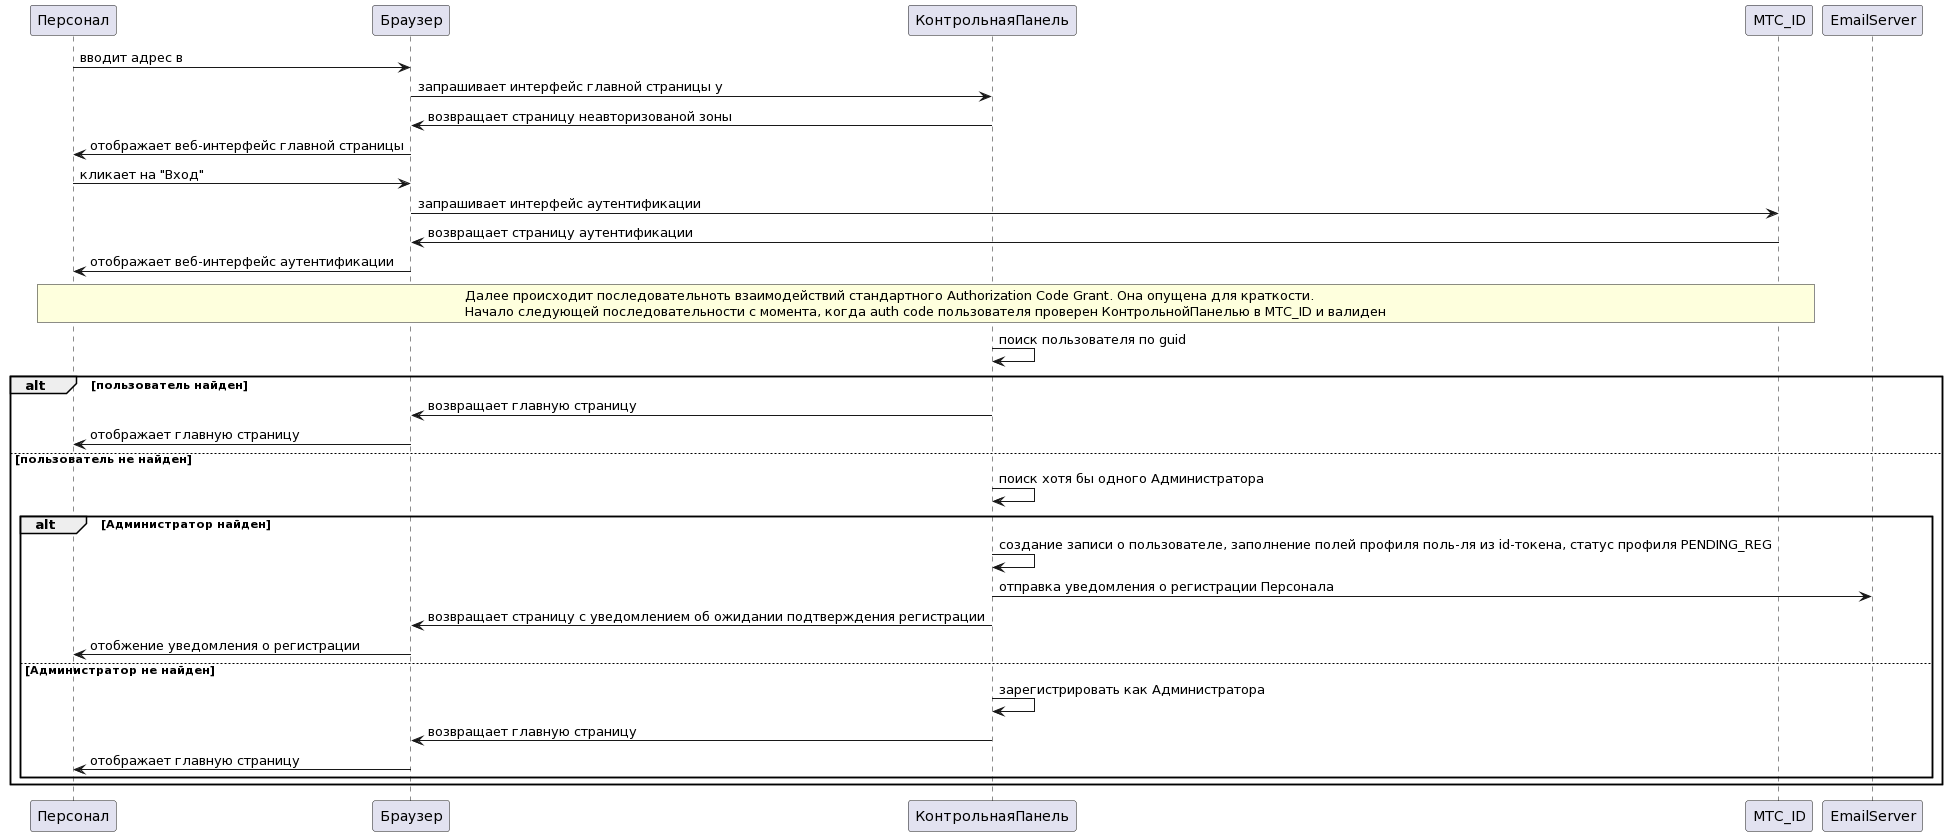 Персонал Браузер КонтрольнаяПанель МТС_ID EmailServer
вводит адрес в
запрашивает интерфейс главной страницы у
возвращает страницу неавторизованой зоны
отображает веб-интерфейс главной страницы
кликает на "Вход"
запрашивает интерфейс аутентификации
возвращает страницу аутентификации
отображает веб-интерфейс аутентификации
Далее происходит последовательноть взаимодействий стандартного Authorization Code Grant. Она опущена для краткости.
Начало следующей последовательности с момента, когда auth code пользователя проверен КонтрольнойПанелью в МТС_ID и валиден
поиск пользователя по guid
alt [пользователь найден]
возвращает главную страницу
отображает главную страницу
[пользователь не найден]
поиск хотя бы одного Администратора
alt [Администратор найден]
создание записи о пользователе, заполнение полей профиля поль-ля из id-токена, статус профиля PENDING_REG
отправка уведомления о регистрации Персонала
возвращает страницу с уведомлением об ожидании подтверждения регистрации
отобжение уведомления о регистрации
[Администратор не найден]
зарегистрировать как Администратора
возвращает главную страницу
отображает главную страницу
Персонал Браузер КонтрольнаяПанель МТС_ID EmailServer